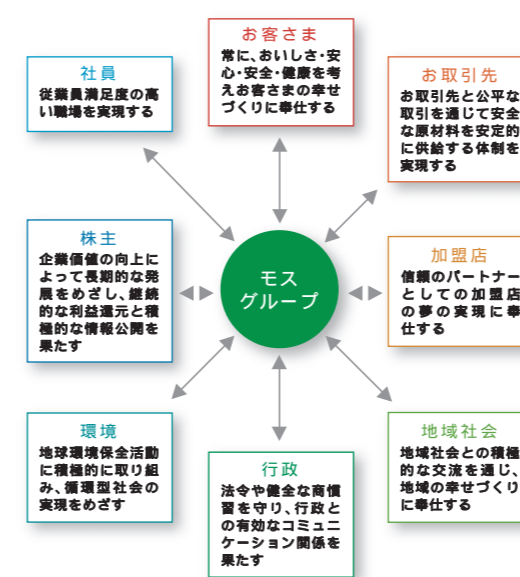 お客さま
常に、おいしさ・安
心・安全・健康を考
えお客さまの幸せ
づくりに奉仕する
社員
従業員満足度の高
い職場を実現する
お取引先
お取引先と公平な
取引を通じて安全
な原材料を安定的
に供給する体制を
実現する
株主
企業価値の向上に
よって長期的な発
展をめざし、継続
的な利益還元と積
極的な情報公開を
果たす
モス
グループ
加盟店
信頼のパートナー
としての加盟店
の夢の実現に奉
仕する
環境
地球環境保全活動
に積極的に取り組
み、循環型社会の
実現をめざす
行政
法令や健全な商慣
習を守り、行政と
の有効なコミュニ
ケーション関係を
果たす
地域社会
地域社会との積極
的な交流を通じ、
地域の幸せづくり
に奉仕する